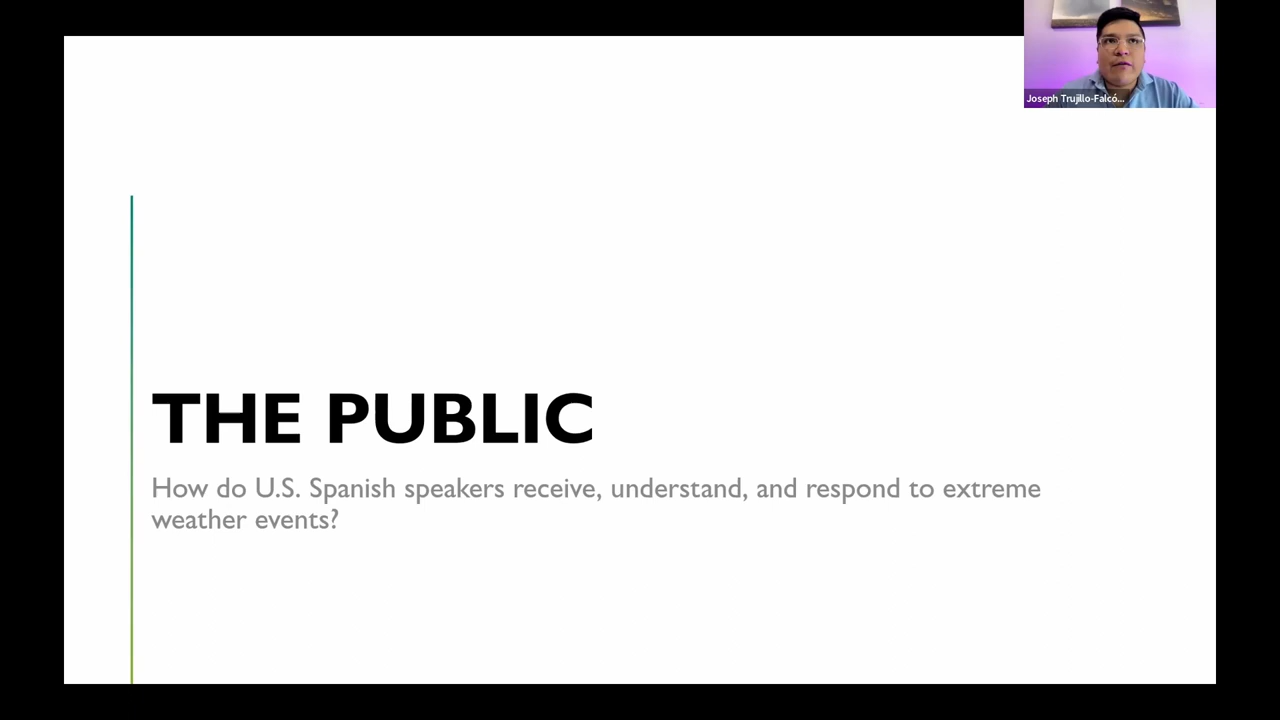 Joseph Trujillo-Falcó...
THE PUBLIC
How do U.S. Spanish speakers receive, understand, and respond to extreme
weather events?